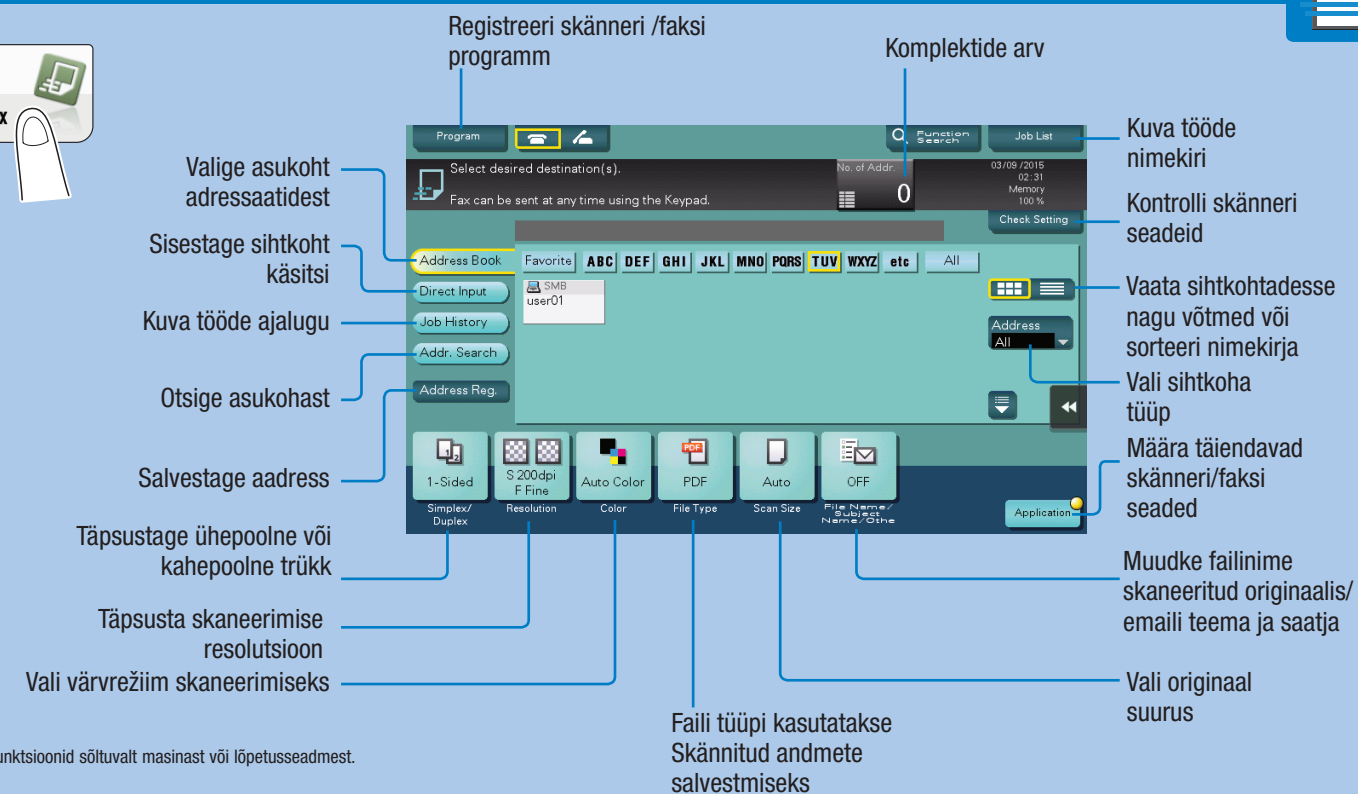 Registreeri skänneri /faksi
programm
Komplektide arv
x
Valige asukoht
adressaatidest
Sisestage sihtkoht
käsitsi
Kuva tööde ajalugu
Otsige asukohast
Salvestage aadress
Täpsustage ühepoolne või
kahepoolne trükk
Täpsusta skaneerimise
resolutsioon
Vali värvrežiim skaneerimiseks
Program
Function
Search
Job List
Select desired destination(s).
Fax can be sent at any time using the Keypad.
No. of Addr.
0
03/09 /2015
02:31
Memory
100 %
Check Setting
Address Book
Favorite ABC DEF GHI JKL MNO PQRS TUV WXYZ etc All
Direct Input
SMB
user01
Job History
Addr. Search
Address Reg.
Address
All
1-Sided
S 200dpi
F Fine
Auto Color
PDF
Auto
OFF
Simplex/
Duplex
Resolution
Color
File Type
Scan Size
File Name/
Subject
Name/Othe
Application
Kuva tööde
nimekiri
Kontrolli skänneri
seadeid
Vaata sihtkohtadesse
nagu võtmed või
sorteeri nimekirja
Vali sihtkoha
tüüp
Määra täiendavad
skänneri/faksi
seaded
Muudke failinime
skaneeritud originaalis/
emaili teema ja saatja
Vali originaal
suurus
Faili tüüpi kasutatakse
Skännitud andmete
salvestmiseks
unktsioonid sõltuvalt masinast või lõpetusseadmest.